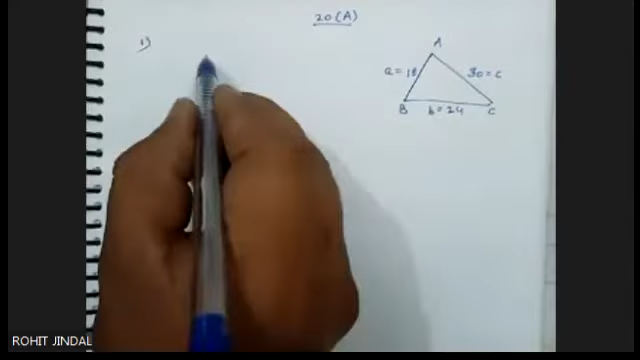 20(A)
1)
A
a = 18
30 = c
B
b = 24
C
ROHIT JINDAL